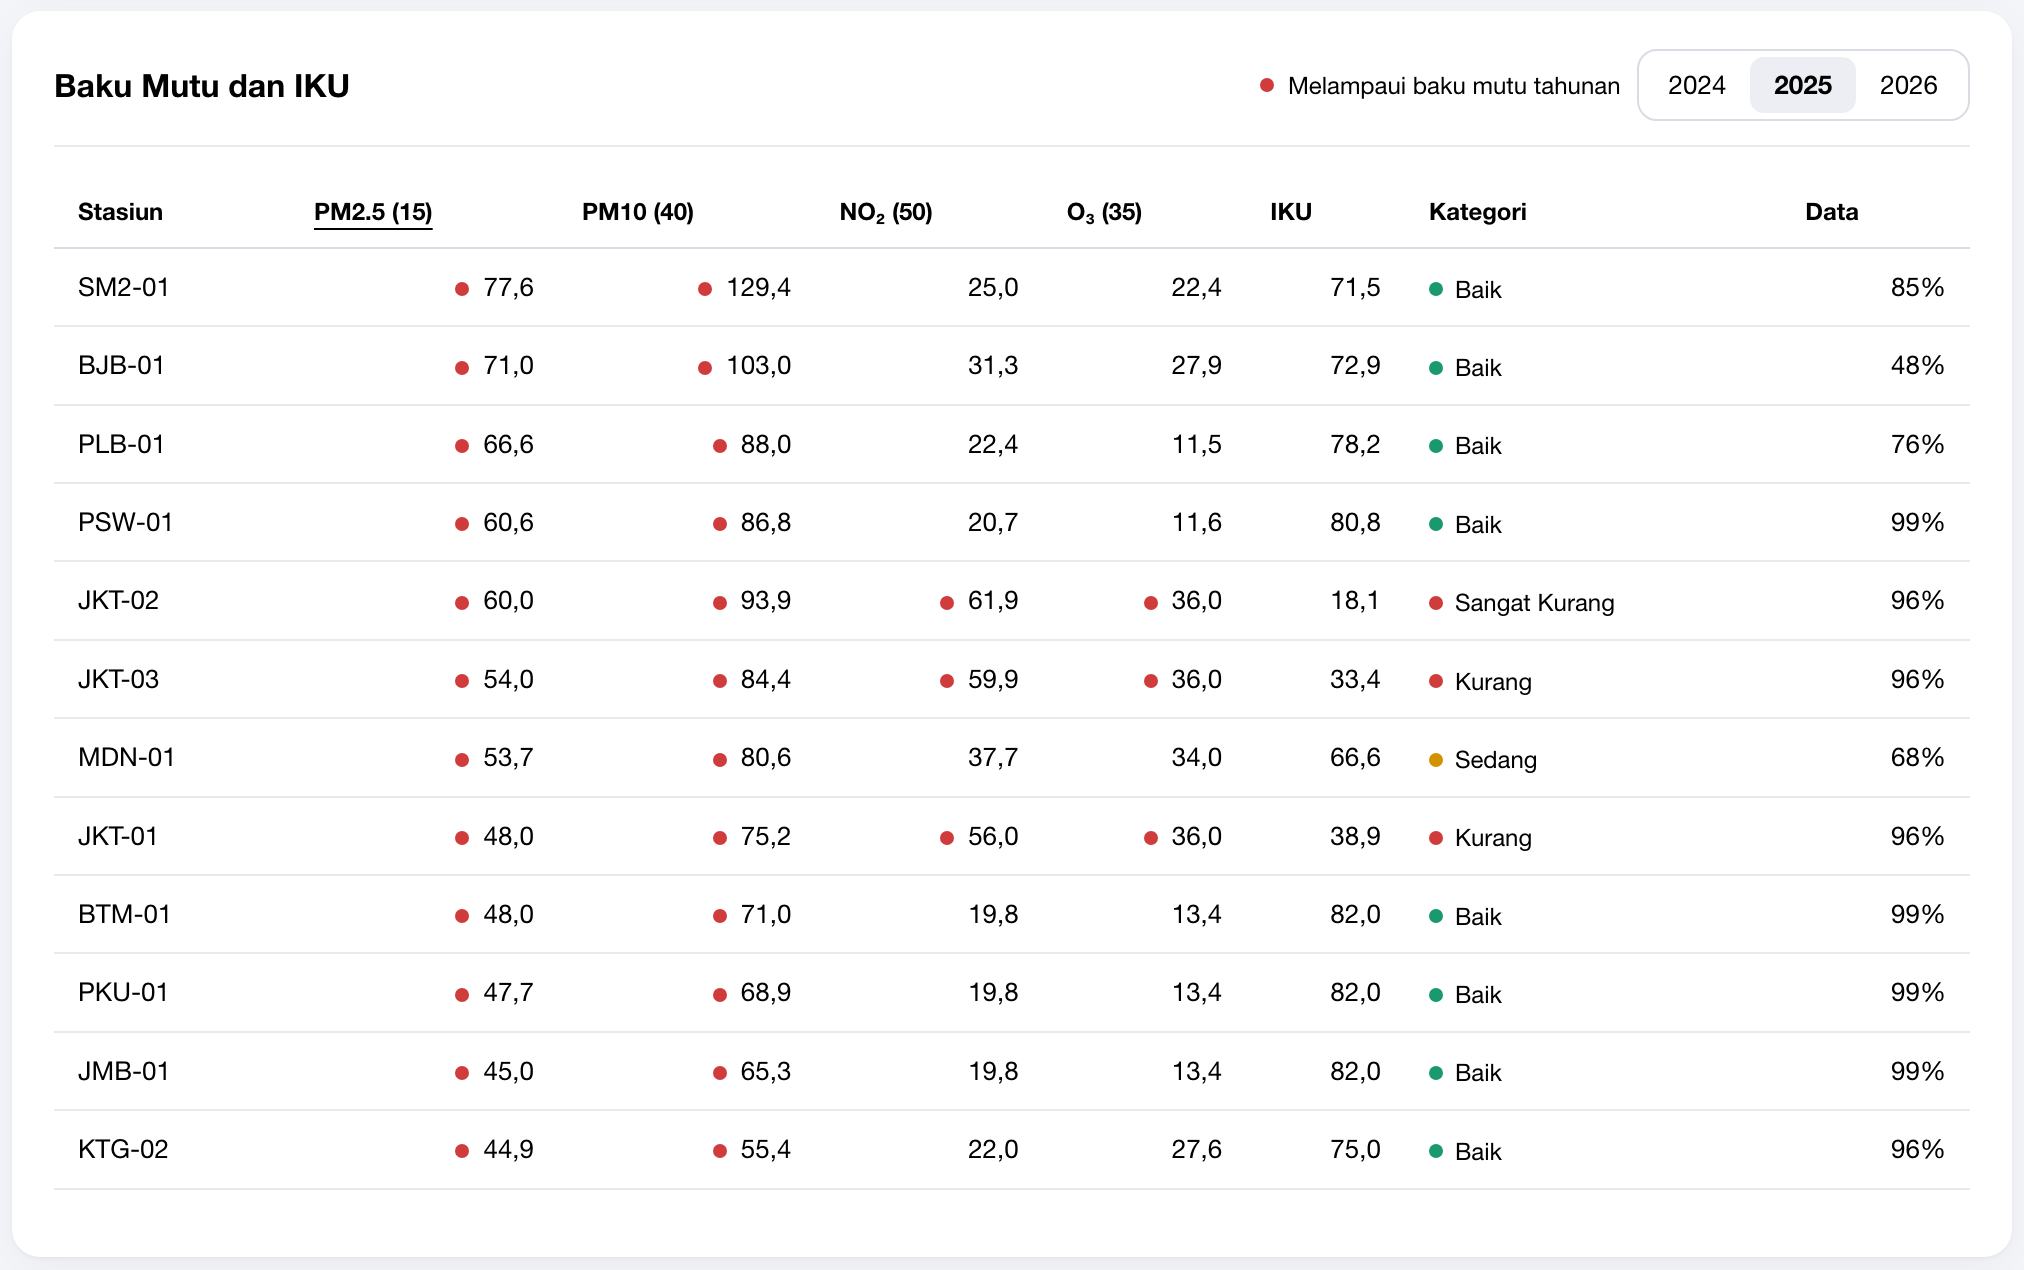 Baku Mutu dan IKU
Melampaui baku mutu tahunan 2024 2025 2026
Stasiun PM2.5 (15) PM10 (40) NO₂ (50) O₃ (35) IKU Kategori Data
SM2-01 77,6 129,4 25,0 22,4 71,5 Baik 85%
BJB-01 71,0 103,0 31,3 27,9 72,9 Baik 48%
PLB-01 66,6 88,0 22,4 11,5 78,2 Baik 76%
PSW-01 60,6 86,8 20,7 11,6 80,8 Baik 99%
JKT-02 60,0 93,9 61,9 36,0 18,1 Sangat Kurang 96%
JKT-03 54,0 84,4 59,9 36,0 33,4 Kurang 96%
MDN-01 53,7 80,6 37,7 34,0 66,6 Sedang 68%
JKT-01 48,0 75,2 56,0 36,0 38,9 Kurang 96%
BTM-01 48,0 71,0 19,8 13,4 82,0 Baik 99%
PKU-01 47,7 68,9 19,8 13,4 82,0 Baik 99%
JMB-01 45,0 65,3 19,8 13,4 82,0 Baik 99%
KTG-02 44,9 55,4 22,0 27,6 75,0 Baik 96%